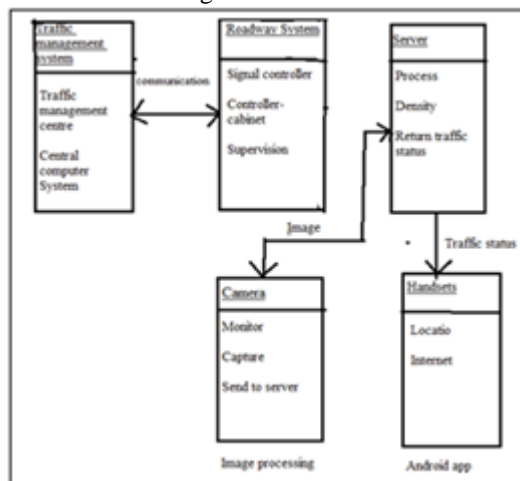 Traffic
management
system
Traffic
management
centre
Central
computer
System
communication
Roadway System
Signal controller
Controller-
cabinet
Supervision
Server
Process
Density
Return traffic
status
Image
Traffic status
Camera
Monitor
Capture
Send to server
Image processing
Handsets
Locatio
Internet
Android app